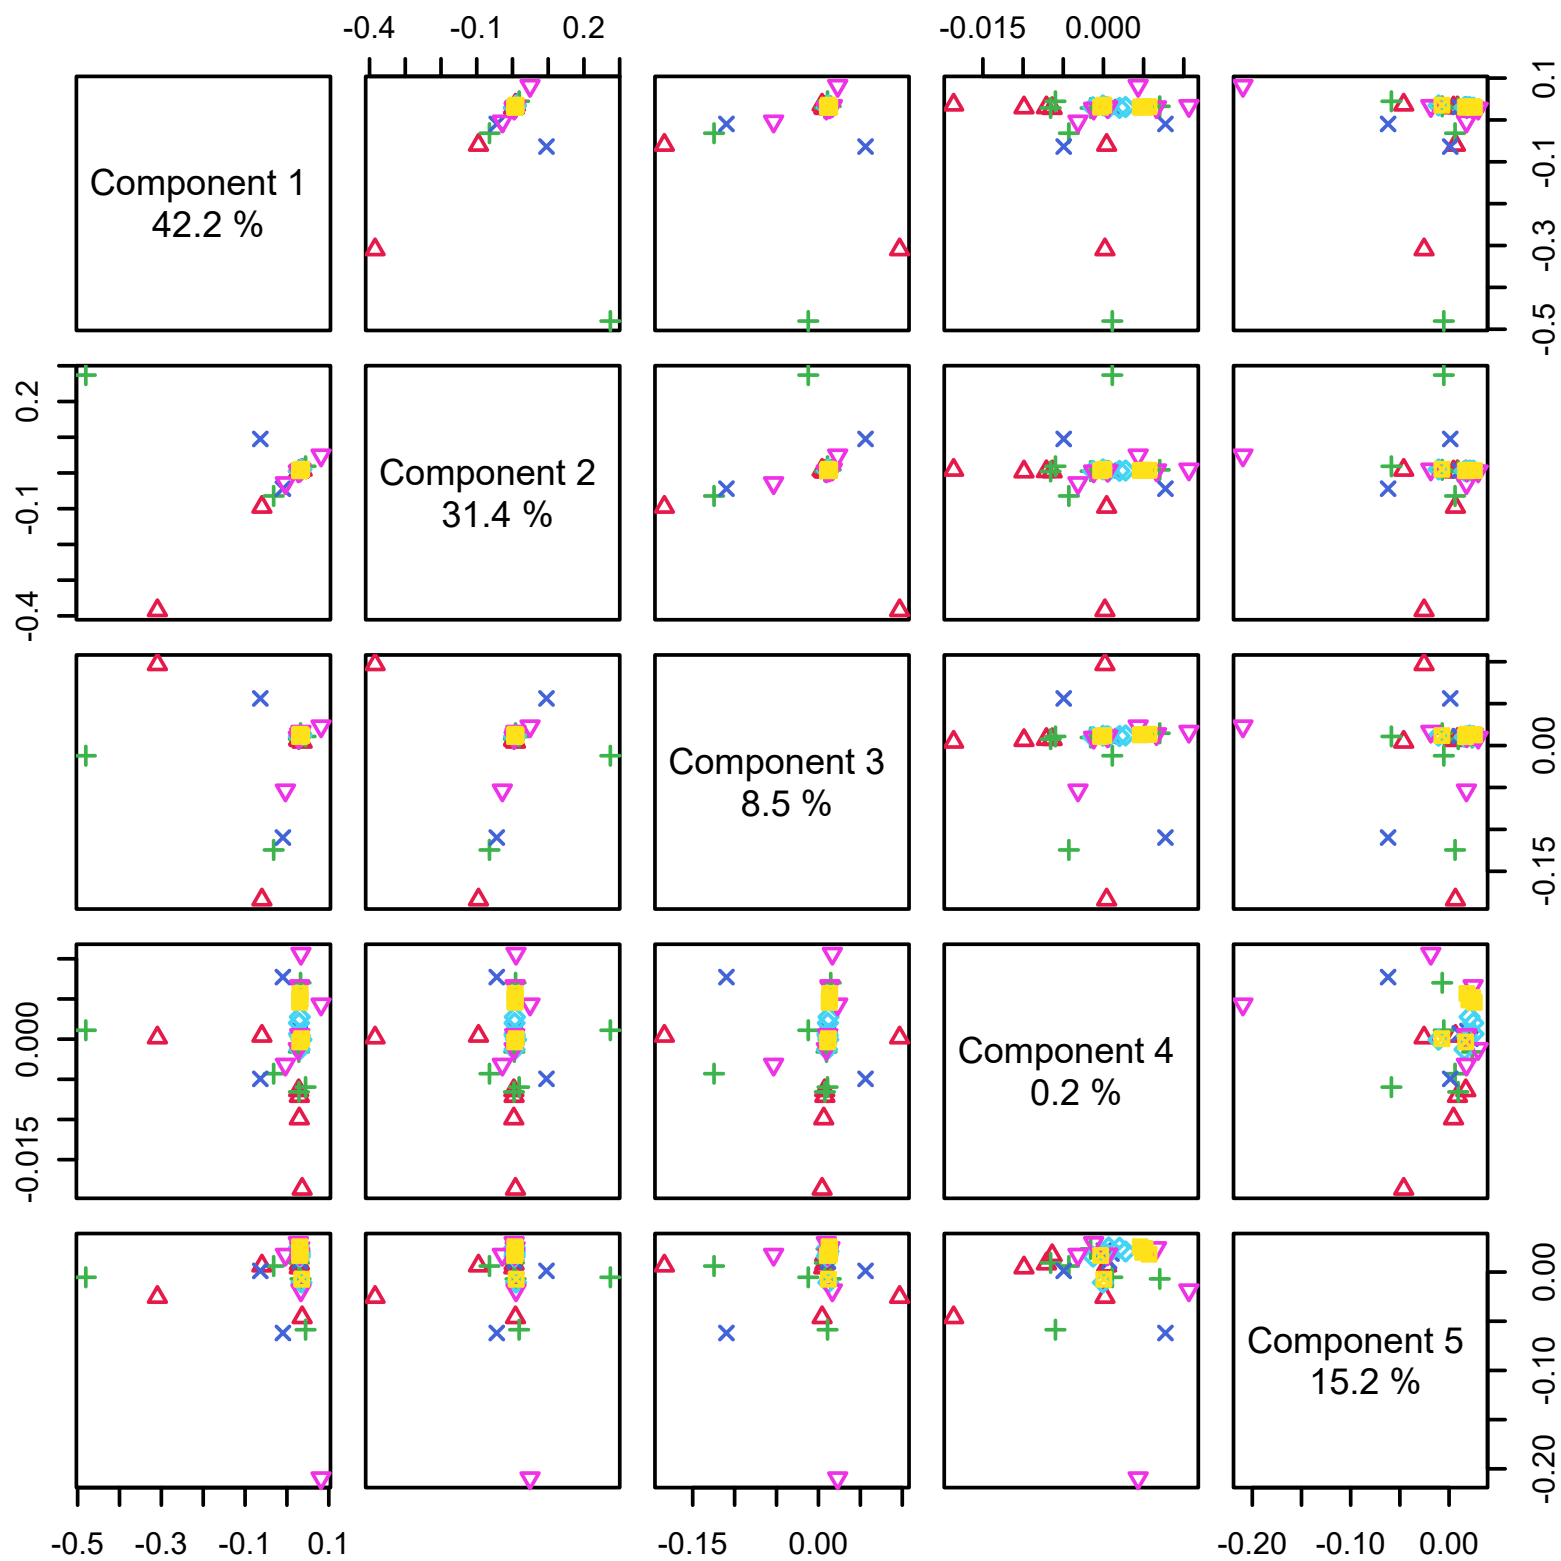 -0.4 -0.1 0.2 -0.015 0.000
Component 1
42.2 %
0.1
-0.1
-0.3
-0.5
0.2
-0.1
-0.4
Component 2
31.4 %
Component 3
8.5 %
0.00
-0.15
0.000
-0.015
Component 4
0.2 %
Component 5
15.2 %
0.00
-0.10
-0.20
-0.5 -0.3 -0.1 0.1 -0.15 0.00 -0.20 -0.10 0.00